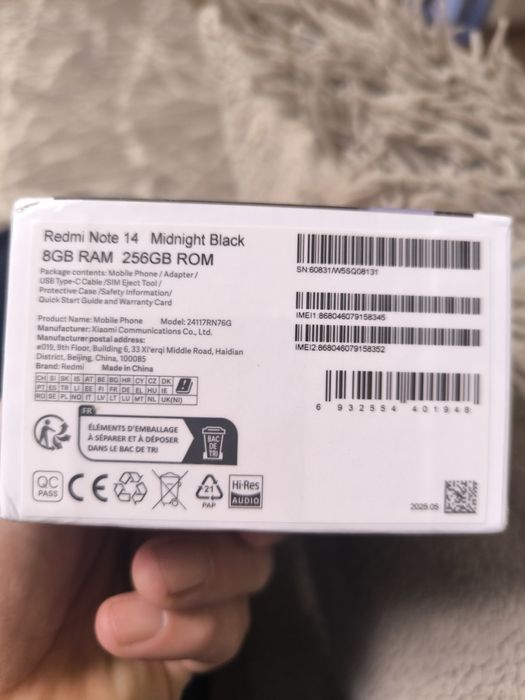 Redmi Note 14 Midnight Black
8GB RAM 256GB ROM
Package contents: Mobile Phone / Adapter /
USB Type-C Cable /SIM Eject Tool /
Protective Case /Safety Information/
Quick Start Guide and Warranty Card
Product Name: Mobile Phone Model: 24117RN76G
Manufacturer: Xiaomi Communications Co., Ltd.
Manufacturer postal address:
#019, 9th Floor, Building 6, 33 Xi'erqi Middle Road, Haidian
District, Beijing, China, 100085
Brand: Redmi Made in China
CH SI SK IS AT BE BG HR CY CZ DK
PT ES TR LI EE FI FR DE EL HU IE
RO SE PL NO IT LV LT LU MT NL UK(NI)
SN:60831/W5SQ08131
IMEI1:868046079158345
IMEI2:868046079158352
6 932554 401948
FR
ÉLÉMENTS D'EMBALLAGE
À SÉPARER ET À DÉPOSER
DANS LE BAC DE TRI
BAC
DE
TRI
QC
PASS
CE
21
PAP
Hi-Res
AUDIO
2025.05